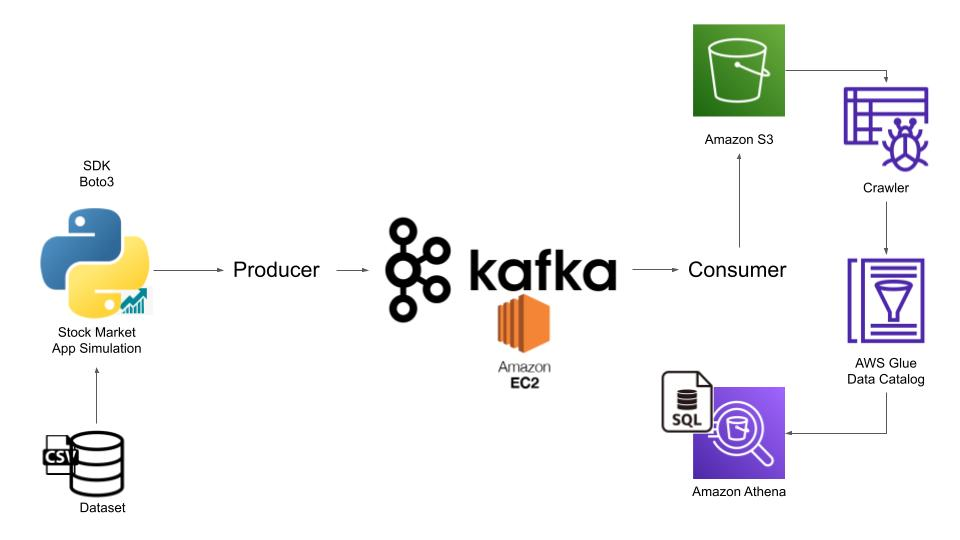 SDK
Boto3
Stock Market
App Simulation
CSV
Dataset
Producer
kafka
Amazon
EC2
Consumer
Amazon S3
Crawler
AWS Glue
Data Catalog
SQL
Amazon Athena